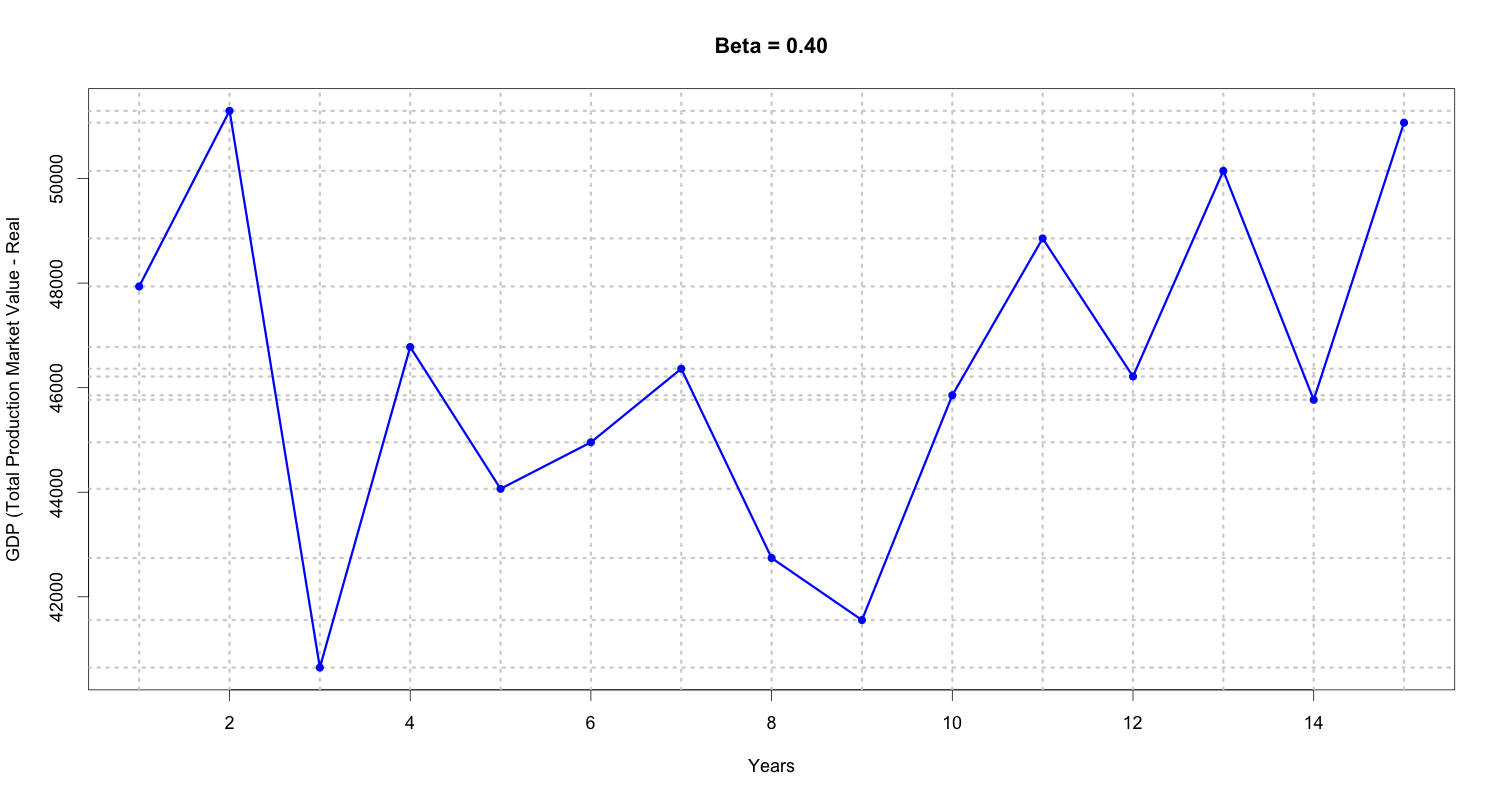 Beta = 0.40
GDP (Total Production Market Value - Real
50000
48000
46000
44000
42000
2 4 6 8 10 12 14
Years